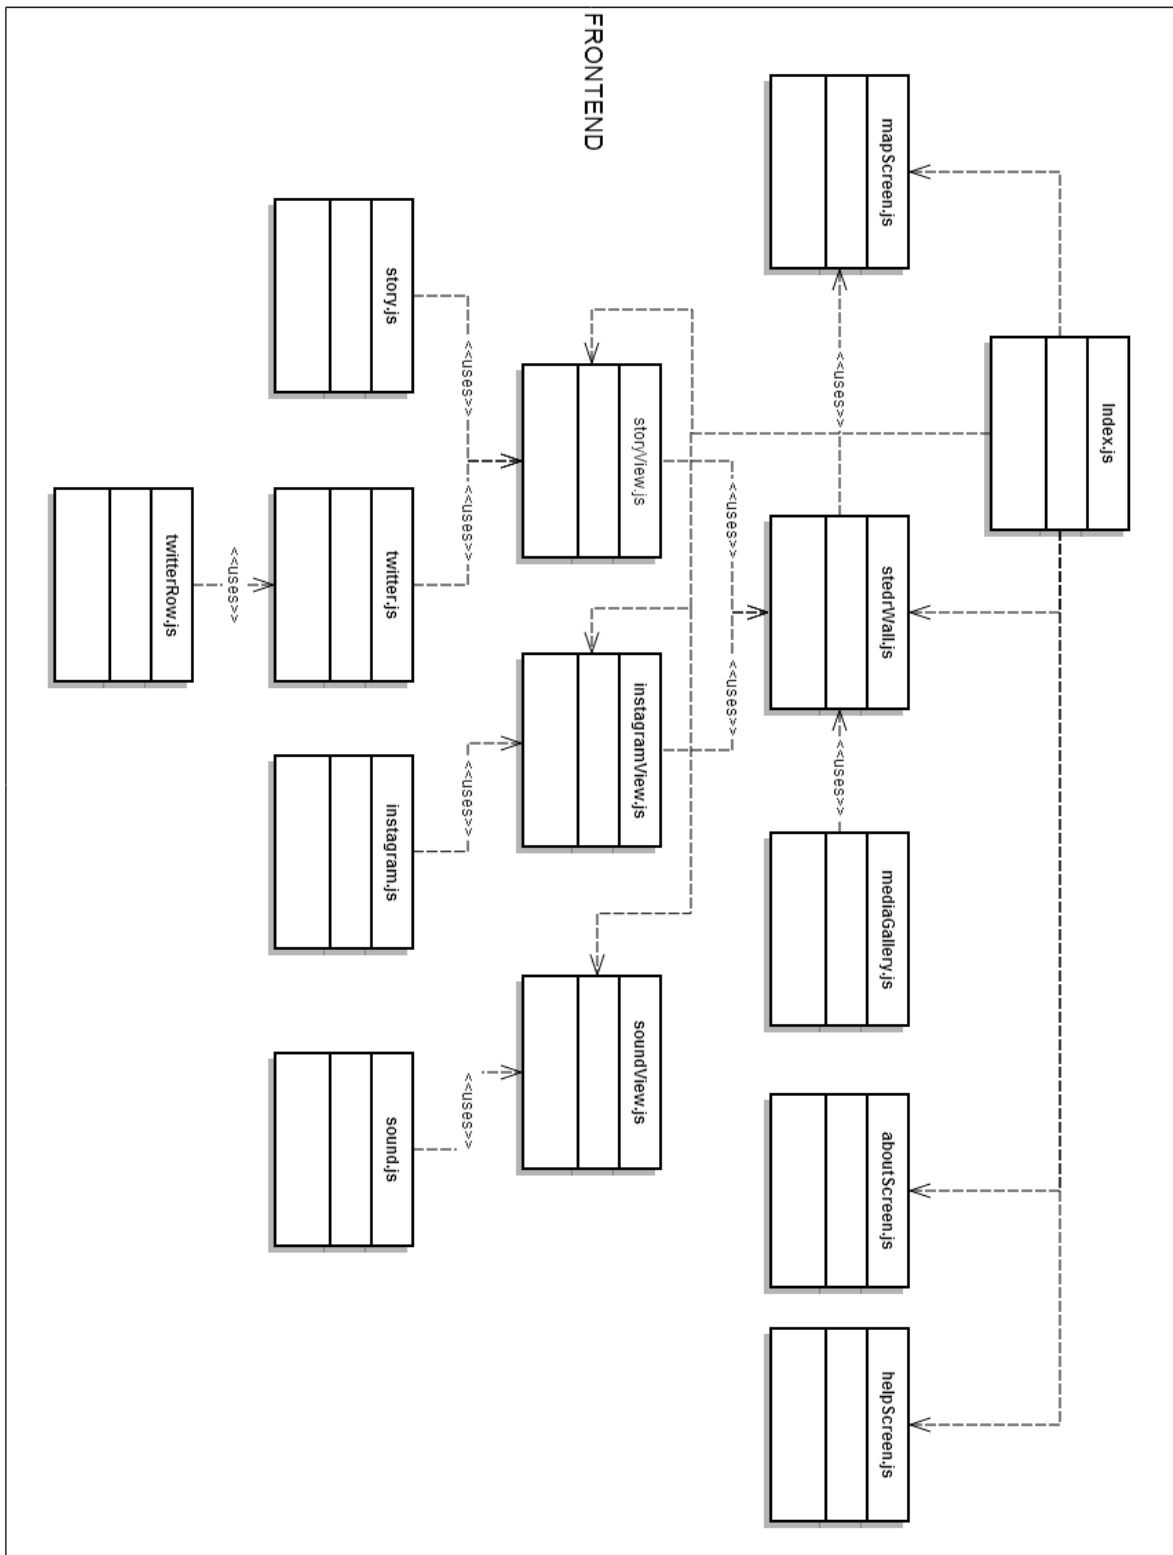 FRONTEND
Index.js
mapScreen.js
<<uses>>
stedrWall.js
<<uses>>
mediaGallery.js
aboutScreen.js
helpScreen.js
<<uses>>
<<uses>>
storyView.js
instagramView.js
soundView.js
<<uses>>
<<uses>>
<<uses>>
<<uses>>
story.js
twitter.js
instagram.js
sound.js
<<uses>>
twitterRow.js